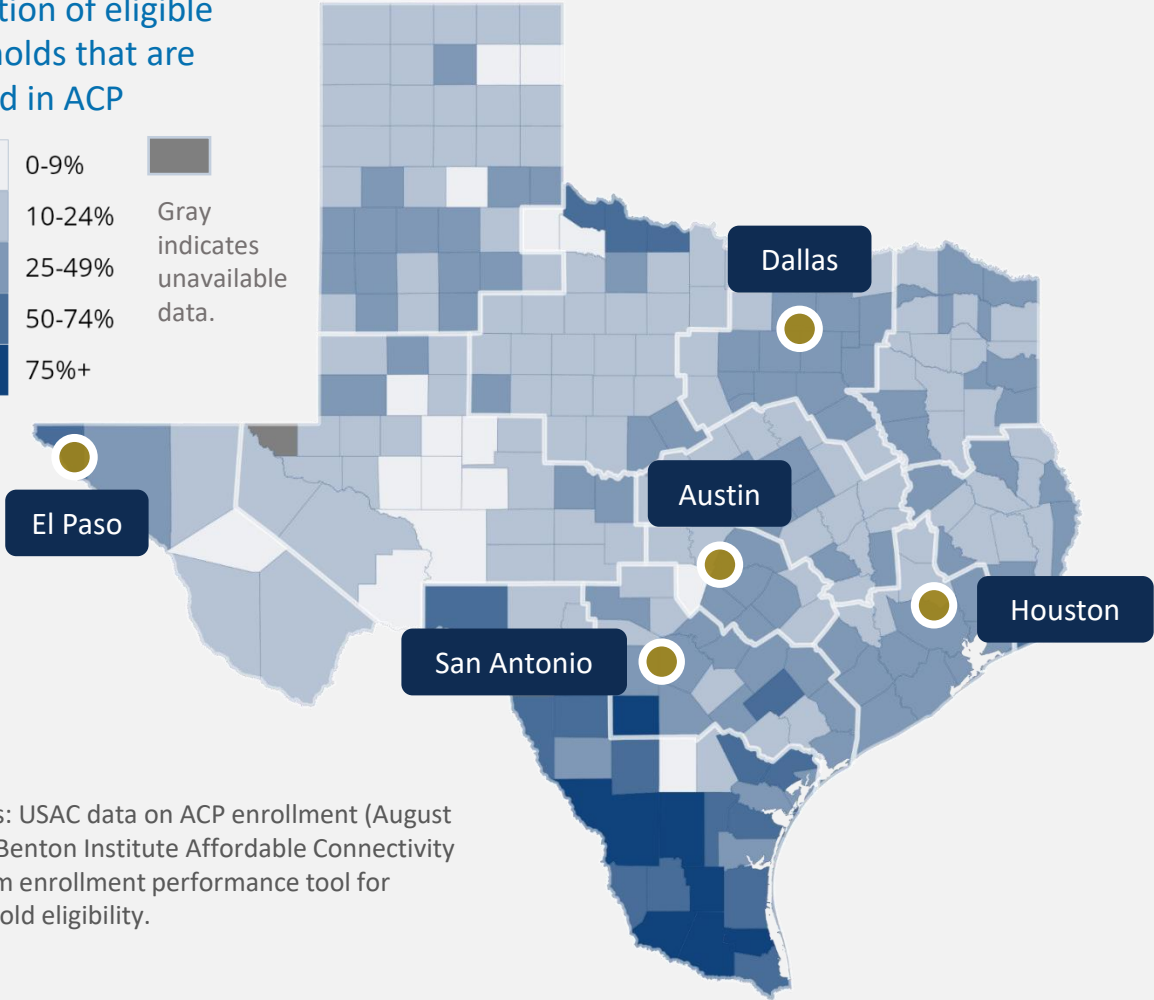 tion of eligible
holds that are
d in ACP
0-9%
10-24%
25-49%
50-74%
75%+
Gray
indicates
unavailable
data.
Dallas
Austin
El Paso
Houston
San Antonio
s: USAC data on ACP enrollment (August
Benton Institute Affordable Connectivity
m enrollment performance tool for
old eligibility.